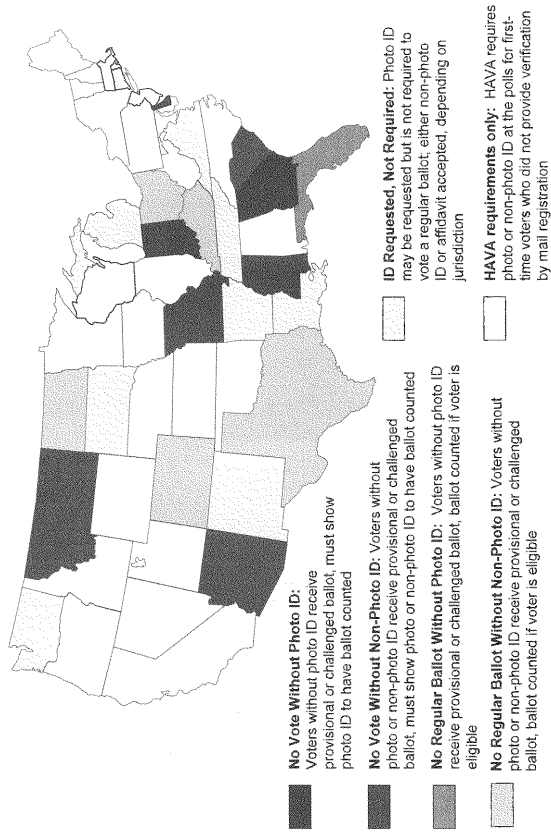 No Vote Without Photo ID:
Voters without photo ID receive
provisional or challenged ballot, must show
photo ID to have ballot counted
No Vote Without Non-Photo ID: Voters without
photo or non-photo ID receive provisional or challenged
ballot, must show photo or non-photo ID to have ballot counted
No Regular Ballot Without Photo ID: Voters without photo ID
receive provisional or challenged ballot, ballot counted if voter is
eligible
No Regular Ballot Without Non-Photo ID: Voters without
photo or non-photo ID receive provisional or challenged
ballot, ballot counted if voter is eligible
ID Requested, Not Required: Photo ID
may be requested but is not required to
vote a regular ballot; either non-photo
ID or affidavit accepted, depending on
jurisdiction
HAVA requirements only: HAVA requires
photo or non-photo ID at the polls for first-
time voters who did not provide verification
by mail registration